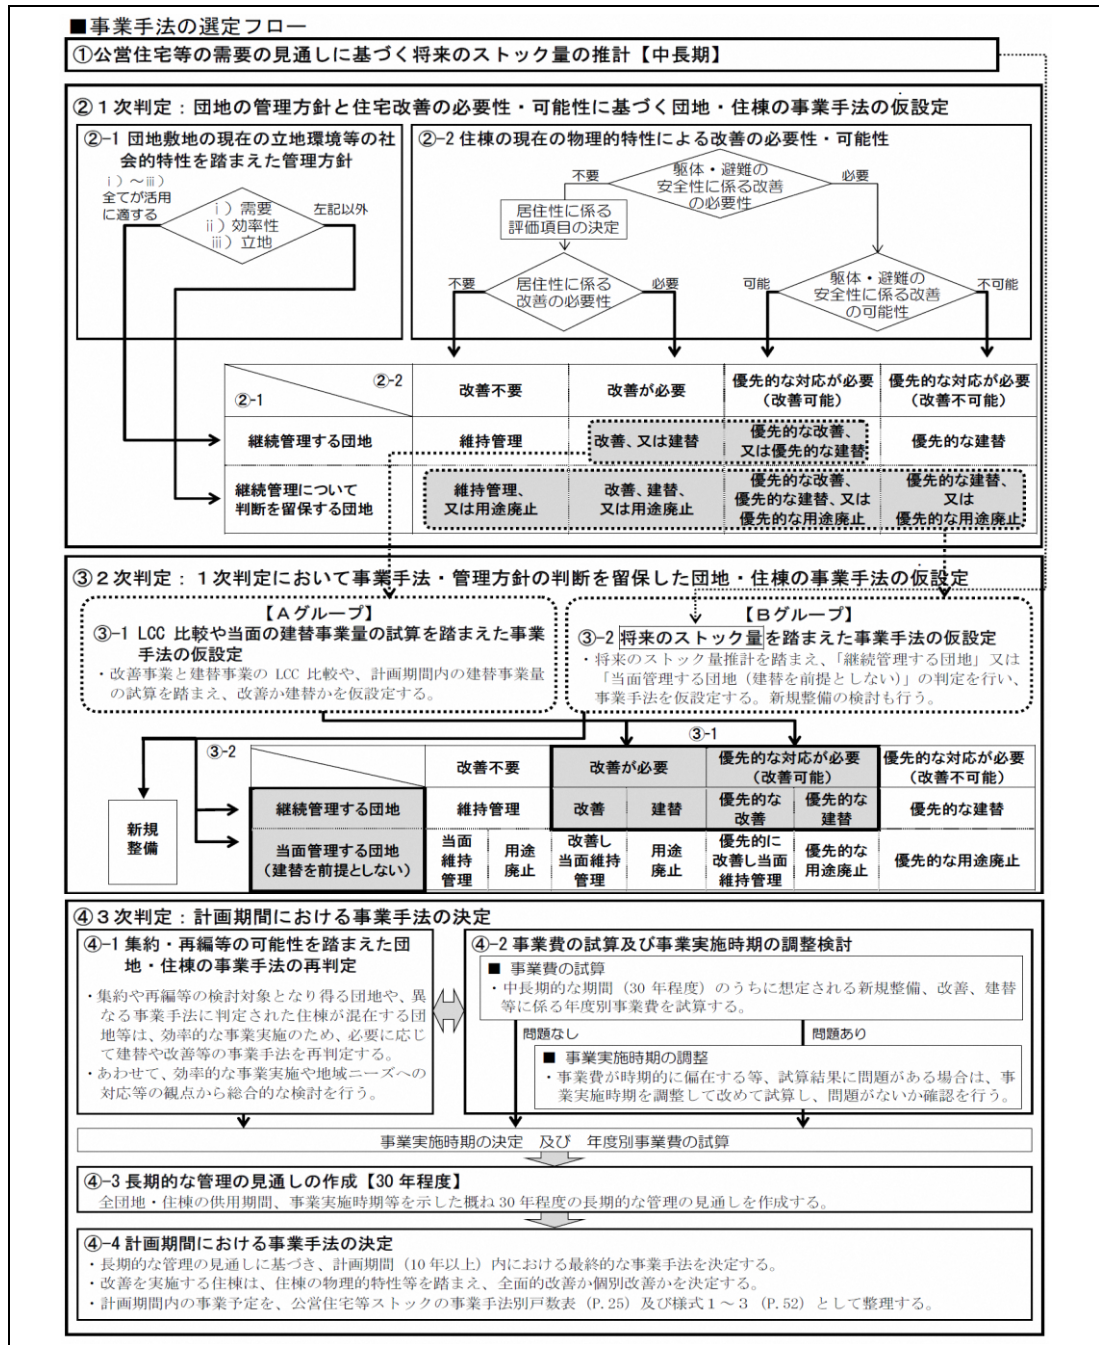 ■事業手法の選定フロー
①公営住宅等の需要の見通しに基づく将来のストック量の推計【中長期】
②１次判定：団地の管理方針と住宅改善の必要性・可能性に基づく団地・住棟の事業手法の仮設定
②-1 団地敷地の現在の立地環境等の社
会的特性を踏まえた管理方針
ⅰ）～ⅲ）
全てが活用
に適する
ⅰ）需要
ⅱ）効率性
ⅲ）立地
左記以外
②-2 住棟の現在の物理的特性による改善の必要性・可能性
不要
躯体・避難の
安全性に係る改善
の必要性
必要
居住性に係る
評価項目の決定
不要
居住性に係る
改善の必要性
必要
可能
躯体・避難の
安全性に係る改善
の可能性
不可能
②-2
②-1
改善不要
改善が必要
優先的な対応が必要
（改善可能）
優先的な対応が必要
（改善不可能）
継続管理する団地
維持管理
改善、又は建替
優先的な改善、
又は優先的な建替
優先的な建替
継続管理について
判断を留保する団地
維持管理、
又は用途廃止
改善、建替、
又は用途廃止
優先的な改善、
優先的な建替、又は
優先的な用途廃止
優先的な建替、
又は
優先的な用途廃止
③２次判定：１次判定において事業手法・管理方針の判断を留保した団地・住棟の事業手法の仮設定
【Ａグループ】
③-1 LCC 比較や当面の建替事業量の試算を踏まえた事業
手法の仮設定
・改善事業と建替事業の LCC 比較や、計画期間内の建替事業量
の試算を踏まえ、改善か建替かを仮設定する。
【Ｂグループ】
③-2 将来のストック量を踏まえた事業手法の仮設定
・将来のストック量推計を踏まえ、「継続管理する団地」又は
「当面管理する団地（建替を前提としない）」の判定を行い、
事業手法を仮設定する。新規整備の検討も行う。
③-1
③-2
改善不要
改善が必要
優先的な対応が必要
（改善可能）
優先的な対応が必要
（改善不可能）
新規
整備
継続管理する団地
維持管理
改善
建替
優先的な
改善
優先的な
建替
優先的な建替
当面管理する団地
（建替を前提としない）
当面
維持
管理
用途
廃止
改善し
当面維持
管理
用途
廃止
優先的に
改善し当面
維持管理
優先的な
用途廃止
優先的な用途廃止
④３次判定：計画期間における事業手法の決定
④-1 集約・再編等の可能性を踏まえた団
地・住棟の事業手法の再判定
・集約や再編等の検討対象となり得る団地や、異
なる事業手法に判定された住棟が混在する団
地等は、効率的な事業実施のため、必要に応じ
て建替や改善等の事業手法を再判定する。
・あわせて、効率的な事業実施や地域ニーズへの
対応等の観点から総合的な検討を行う。
④-2 事業費の試算及び事業実施時期の調整検討
■ 事業費の試算
・中長期的な期間（30 年程度）のうちに想定される新規整備、改善、建替
等に係る年度別事業費を試算する。
問題なし
問題あり
■ 事業実施時期の調整
・事業費が時期的に偏在する等、試算結果に問題がある場合は、事
業実施時期を調整して改めて試算し、問題がないか確認を行う。
事業実施時期の決定 及び 年度別事業費の試算
④-3 長期的な管理の見通しの作成【30 年程度】
全団地・住棟の供用期間、事業実施時期等を示した概ね 30 年程度の長期的な管理の見通しを作成する。
④-4 計画期間における事業手法の決定
・長期的な管理の見通しに基づき、計画期間（10 年以上）内における最終的な事業手法を決定する。
・改善を実施する住棟は、住棟の物理的特性等を踏まえ、全面的改善か個別改善かを決定する。
・計画期間内の事業予定を、公営住宅等ストックの事業手法別戸数表（P.25）及び様式１～３（P.52）として整理する。